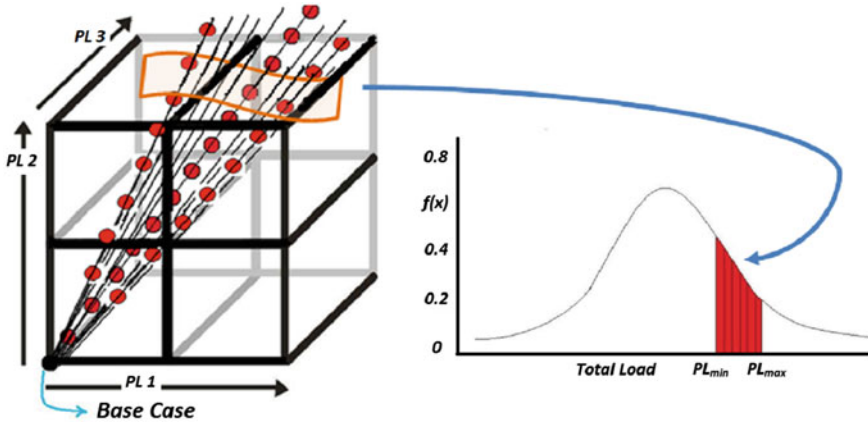 PL 3
PL 2
PL 1
Base Case
0.8
f(x)
0.4
0.2
0
Total Load
PLmin
PLmax